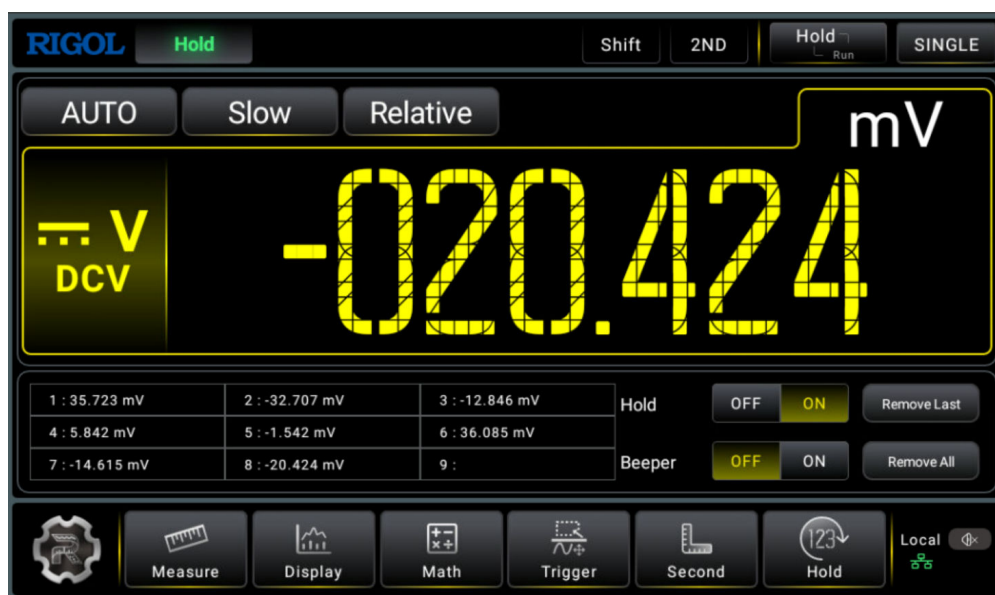 RIGOL Hold Shift 2ND Hold Run SINGLE
AUTO Slow Relative mV
V
DCV
-020.424
1 : 35.723 mV 2 : -32.707 mV 3 : -12.846 mV
Hold OFF ON Remove Last
4 : 5.842 mV 5 : -1.542 mV 6 : 36.085 mV
7 : -14.615 mV 8 : -20.424 mV 9 :
Beeper OFF ON Remove All
123
Measure Display Math Trigger Second Hold
Local